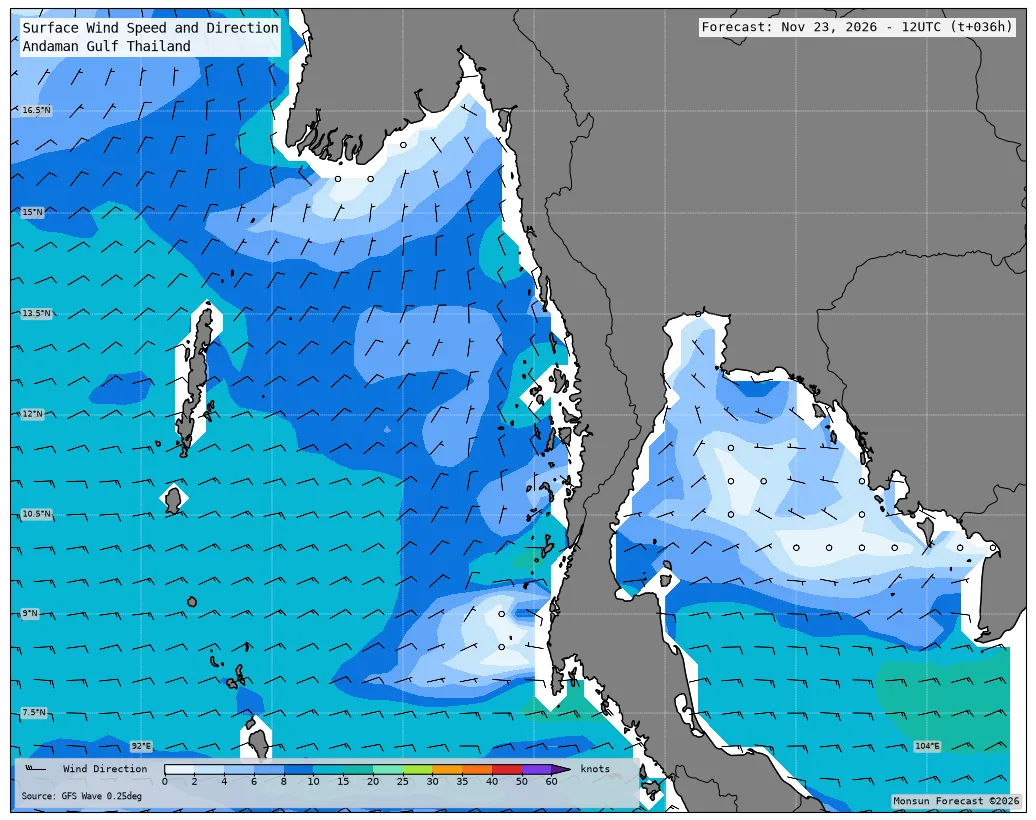 Surface Wind Speed and Direction
Andaman Gulf Thailand
Forecast: Nov 23, 2026 - 12UTC (t+036h)
16.5°N
15°N
13.5°N
12°N
10.5°N
9°N
7.5°N
92°E
104°E
Wind Direction
0 2 4 6 8 10 15 20 25 30 35 40 50 60
knots
Source: GFS Wave 0.25deg
Monsun Forecast ©2026